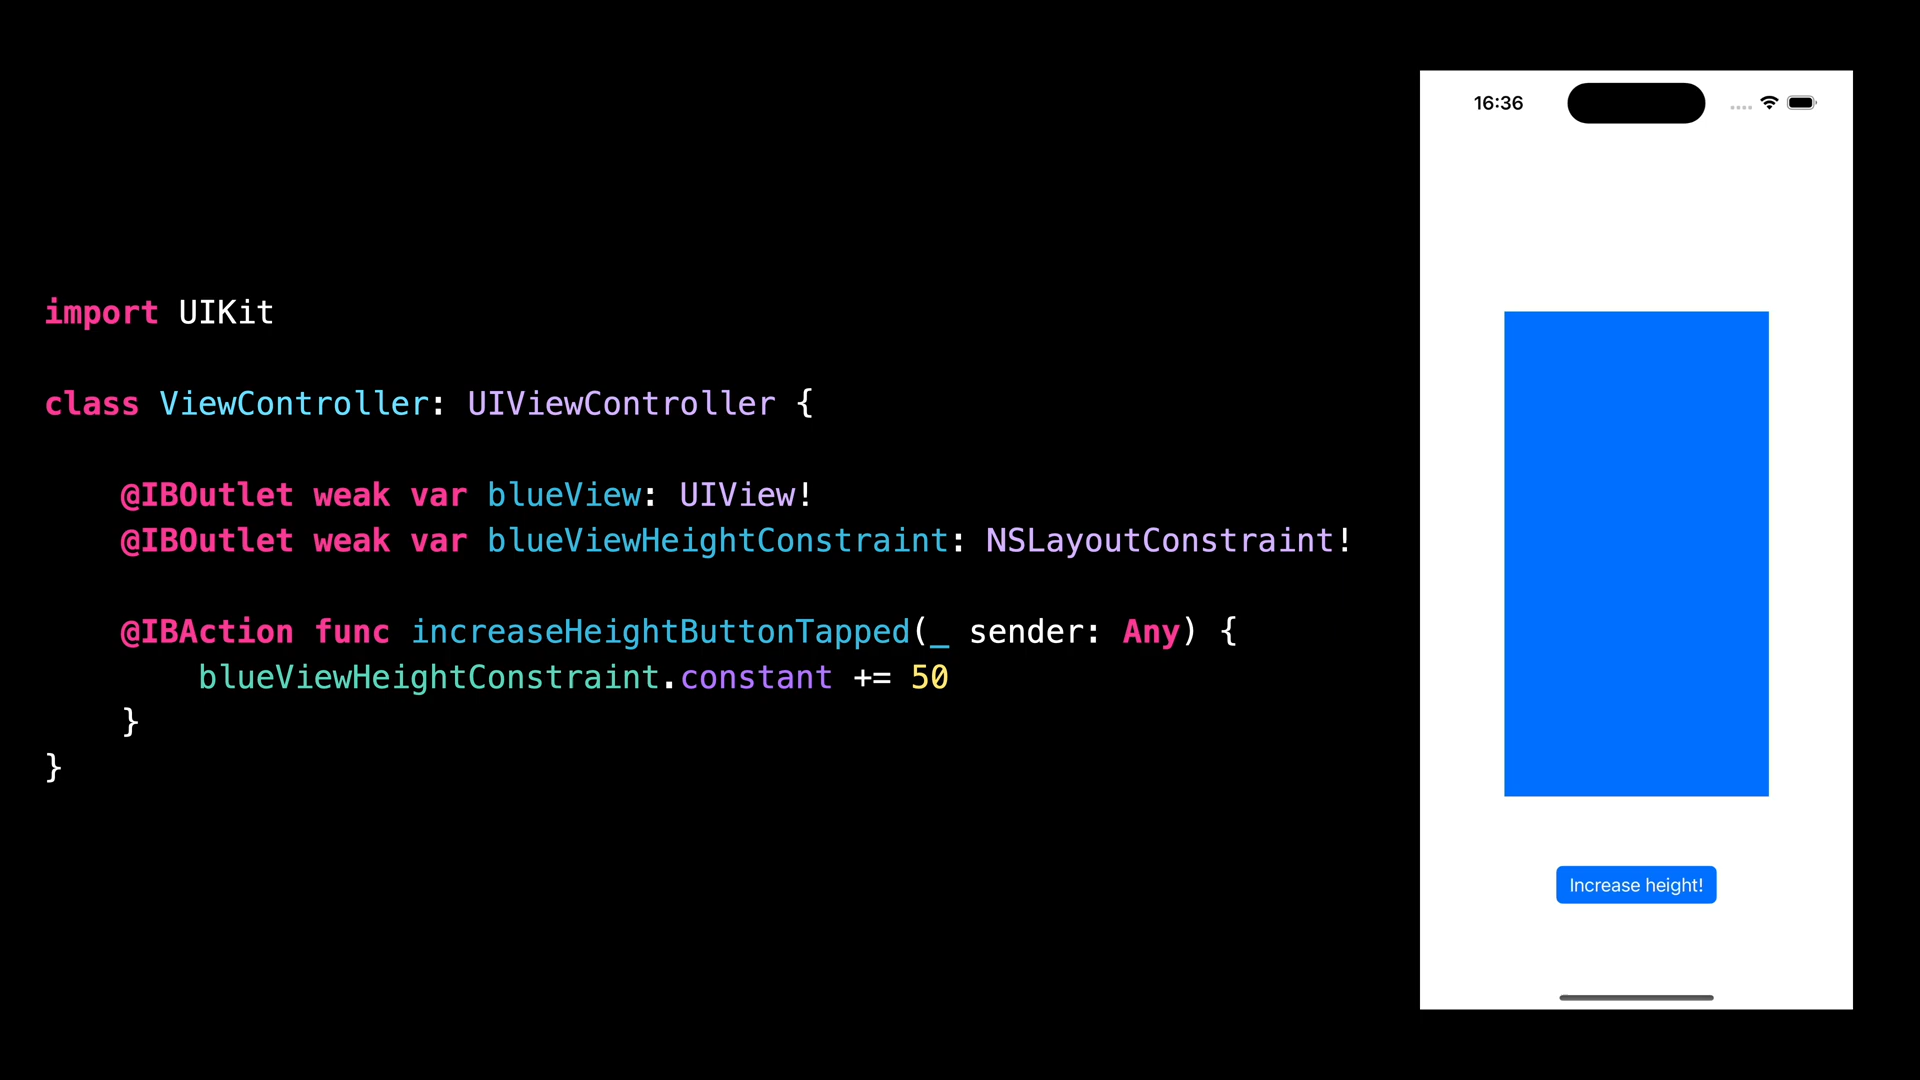 import UIKit
class ViewController: UIViewController {
@IBOutlet weak var blueView: UIView!
@IBOutlet weak var blueViewHeightConstraint: NSLayoutConstraint!
@IBAction func increaseHeightButtonTapped(_ sender: Any) {
blueViewHeightConstraint.constant += 50
}
}
16:36
Increase height!